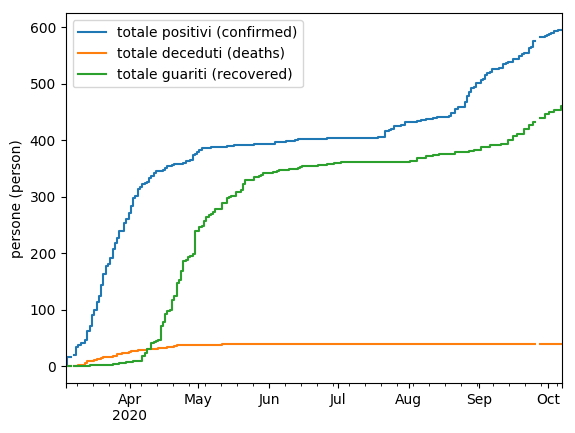 totale positivi (confirmed)
totale deceduti (deaths)
totale guariti (recovered)
persone (person)
600
500
400
300
200
100
0
Apr May Jun Jul Aug Sep Oct
2020